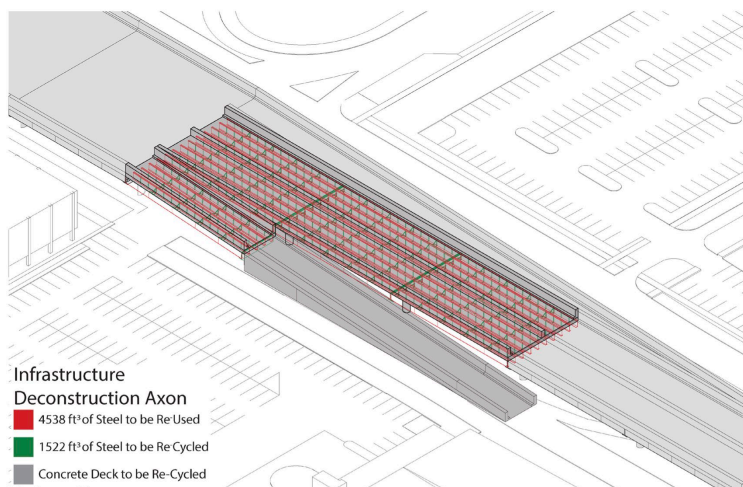 Infrastructure
Deconstruction Axon
4538 ft³ of Steel to be Re-Used
1522 ft³ of Steel to be Re-Cycled
Concrete Deck to be Re-Cycled